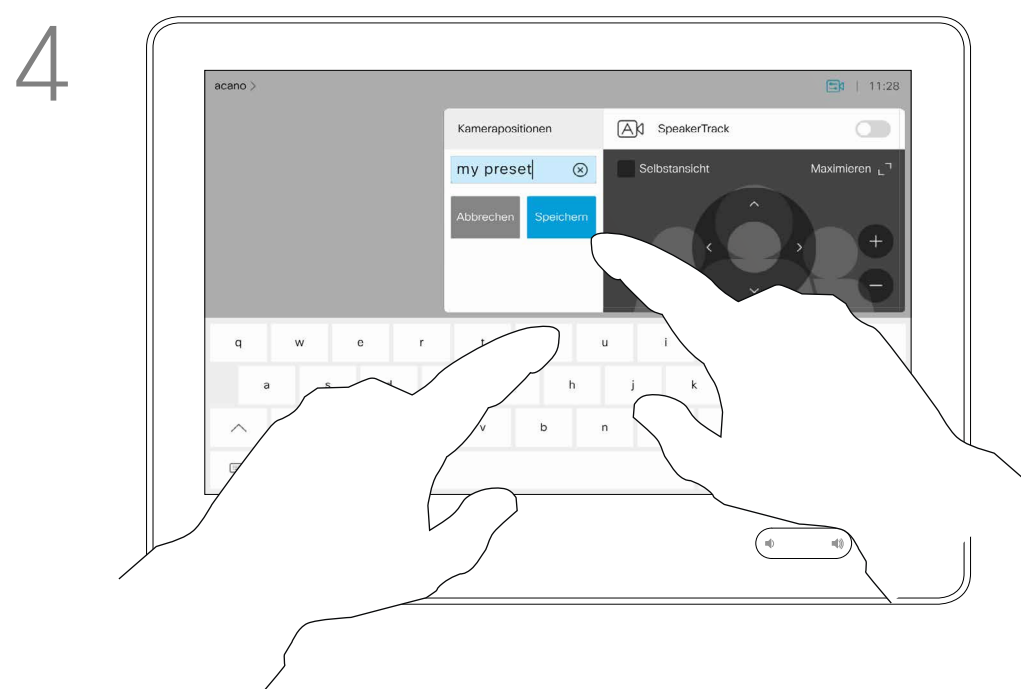 4
acano >
11:28
Kamerapositionen
SpeakerTrack
my preset
Selbstansicht
Maximieren
Abbrechen
Speichern
q w e r t u i
a s d h j k
v b n